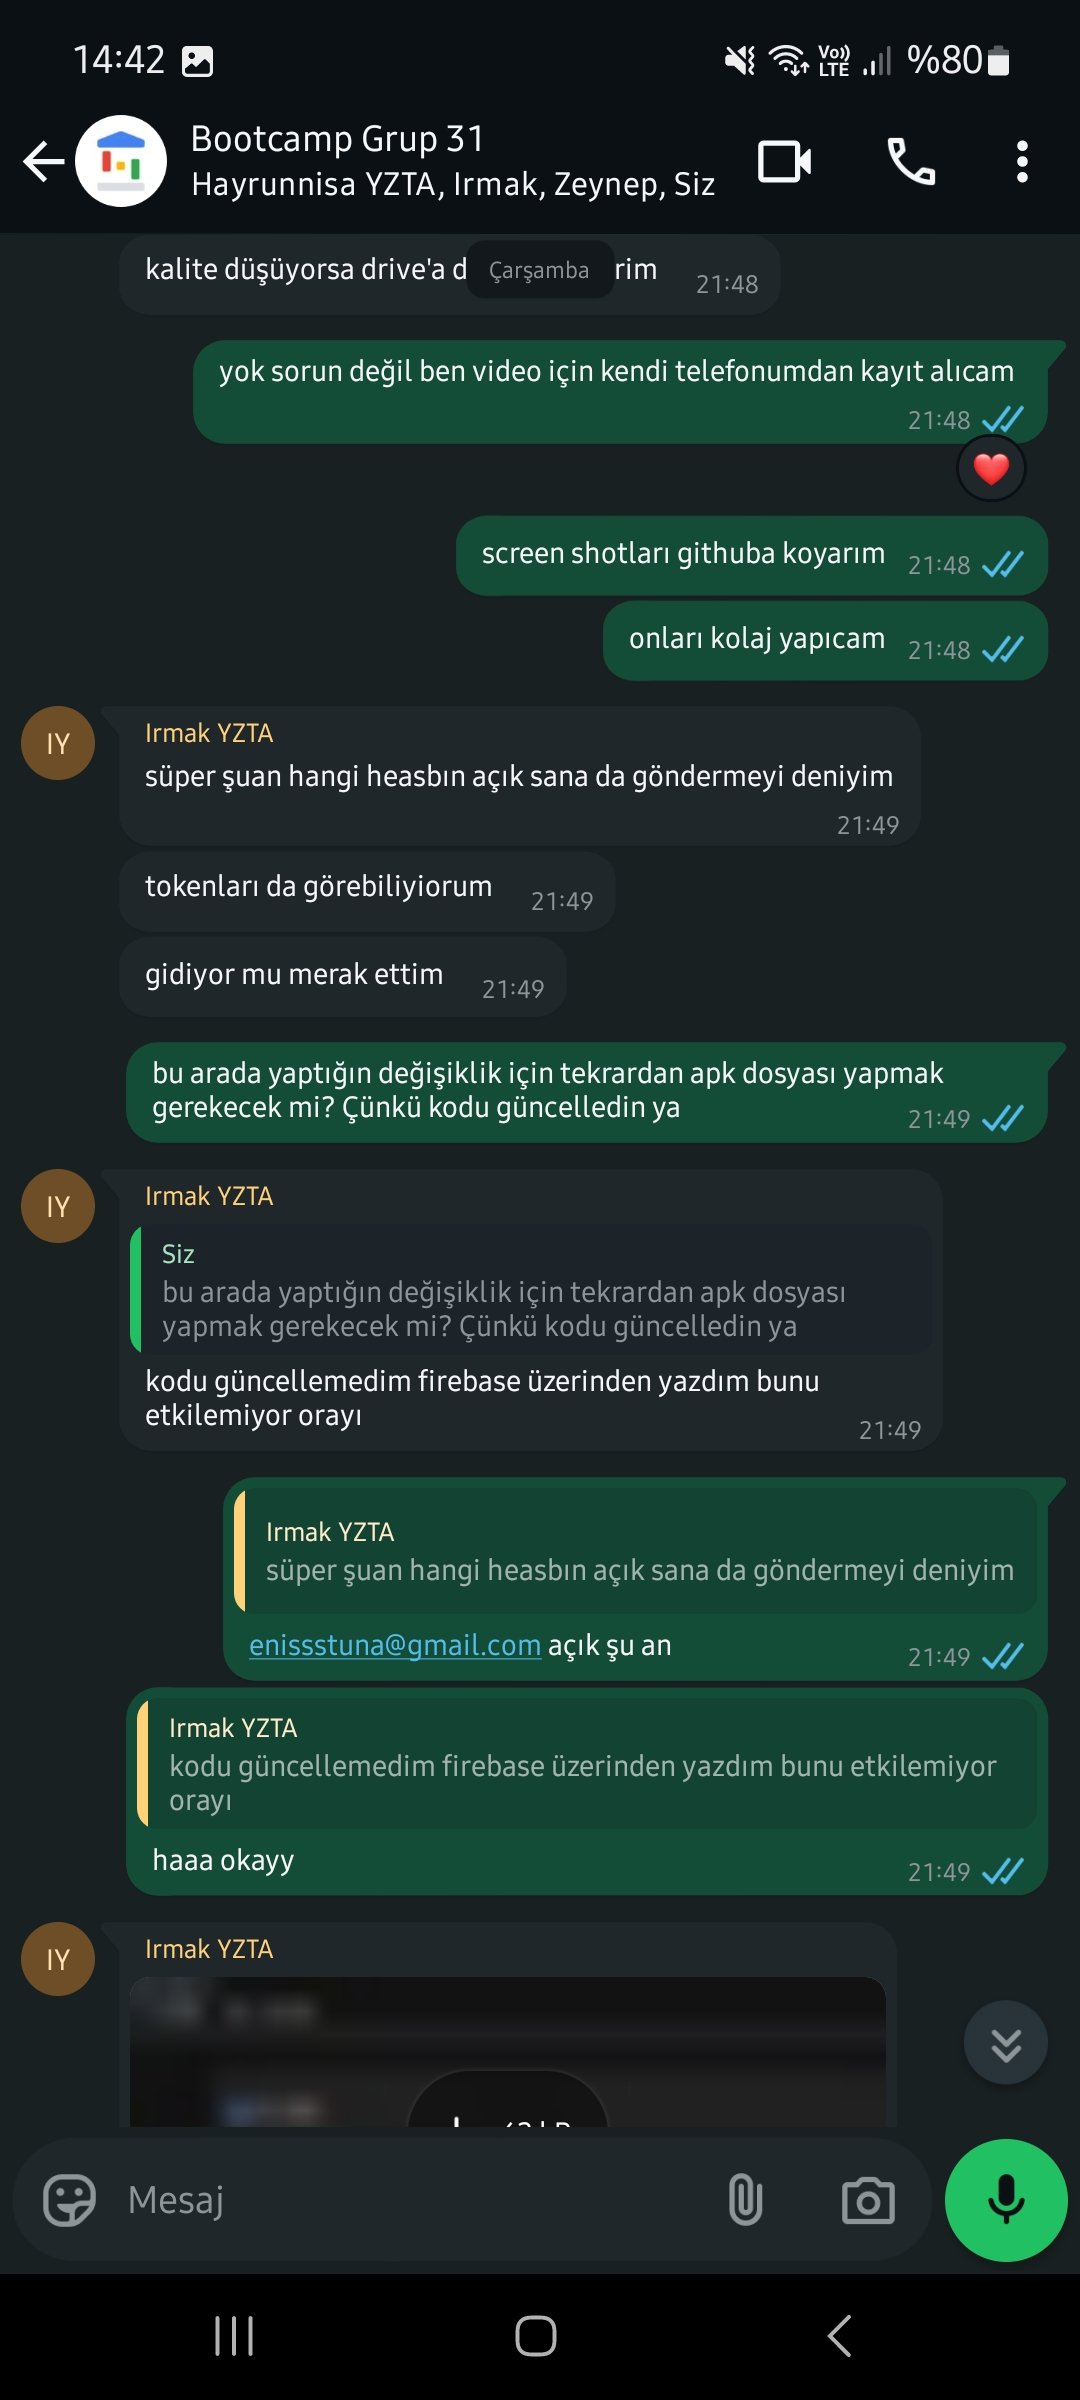 14:42
Vo)) LTE
%80
Bootcamp Grup 31
Hayrunnisa YZTA, Irmak, Zeynep, Siz
Çarşamba
kalite düşüyorsa drive'a
21:48
yok sorun değil ben video için kendi telefonumdan kayıt alıcam
21:48
screen shotları githuba koyarım
21:48
onları kolaj yapıcam
21:48
IY
Irmak YZTA
süper şuan hangi heasbın açık sana da göndermeyi deniyim
21:49
tokenları da görebiliyiorum
21:49
gidiyor mu merak ettim
21:49
bu arada yaptığın değişiklik için tekrardan apk dosyası yapmak
gerekecek mi? Çünkü kodu güncelledin ya
21:49
IY
Irmak YZTA
Siz
bu arada yaptığın değişiklik için tekrardan apk dosyası
yapmak gerekecek mi? Çünkü kodu güncelledin ya
kodu güncellemedim firebase üzerinden yazdım bunu
etkilemiyor orayı
21:49
Irmak YZTA
süper şuan hangi heasbın açık sana da göndermeyi deniyim
enissstuna@gmail.com açık şu an
21:49
Irmak YZTA
kodu güncellemedim firebase üzerinden yazdım bunu etkilemiyor
orayı
haaa okayy
21:49
IY
Irmak YZTA
Mesaj